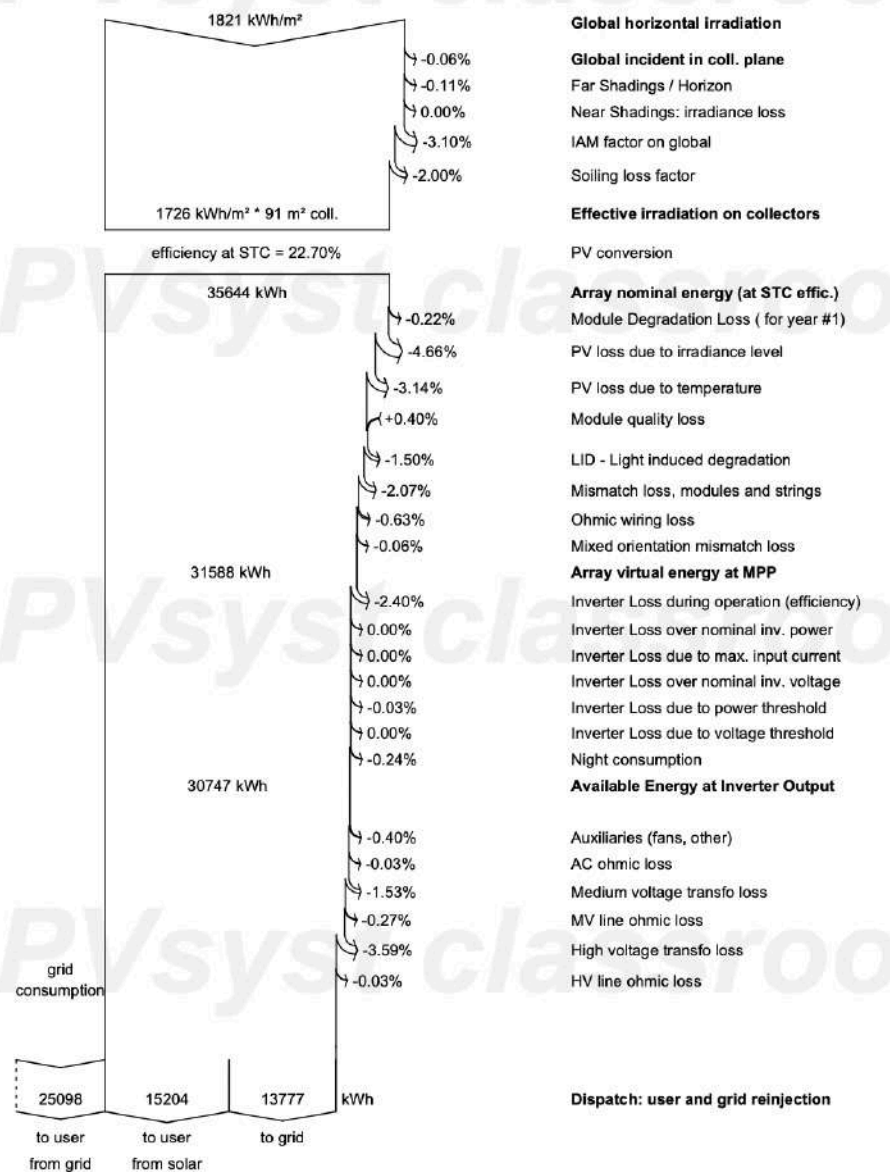 1821 kWh/m² Global horizontal irradiation
-0.06% Global incident in coll. plane
-0.11% Far Shadings / Horizon
0.00% Near Shadings: irradiance loss
-3.10% IAM factor on global
-2.00% Soiling loss factor
1726 kWh/m² * 91 m² coll. Effective irradiation on collectors
efficiency at STC = 22.70% PV conversion
PVsyst classroo
35644 kWh Array nominal energy (at STC effic.)
-0.22% Module Degradation Loss ( for year #1)
-4.66% PV loss due to irradiance level
-3.14% PV loss due to temperature
+0.40% Module quality loss
-1.50% LID - Light induced degradation
-2.07% Mismatch loss, modules and strings
-0.63% Ohmic wiring loss
-0.06% Mixed orientation mismatch loss
31588 kWh Array virtual energy at MPP
-2.40% Inverter Loss during operation (efficiency)
PVsyst classroo
0.00% Inverter Loss over nominal inv. power
0.00% Inverter Loss due to max. input current
0.00% Inverter Loss over nominal inv. voltage
-0.03% Inverter Loss due to power threshold
0.00% Inverter Loss due to voltage threshold
-0.24% Night consumption
30747 kWh Available Energy at Inverter Output
-0.40% Auxiliaries (fans, other)
-0.03% AC ohmic loss
-1.53% Medium voltage transfo loss
-0.27% MV line ohmic loss
-3.59% High voltage transfo loss
PVsyst classroo
grid
consumption
-0.03% HV line ohmic loss
25098 15204 13777 kWh Dispatch: user and grid reinjection
to user to user to grid
from grid from solar